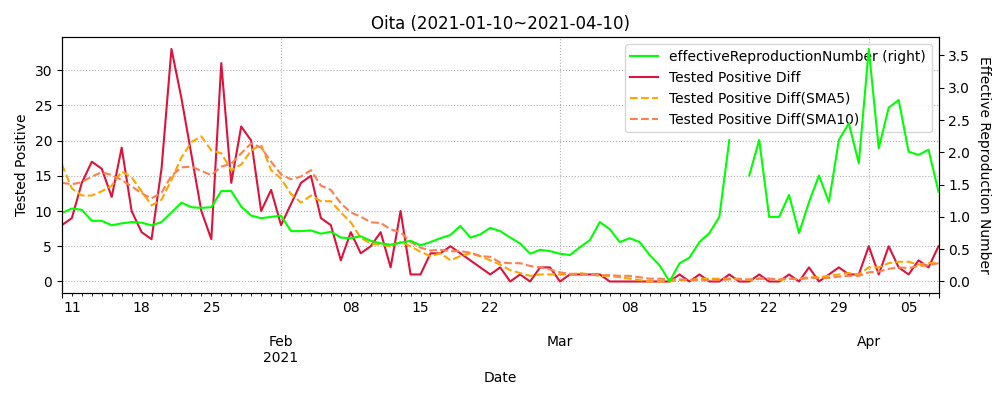 Oita (2021-01-10~2021-04-10)
effectiveReproductionNumber (right)
Tested Positive Diff
Tested Positive Diff(SMA5)
Tested Positive Diff(SMA10)
Tested Positive
30
25
20
15
10
5
0
3.5
3.0
2.5
2.0
1.5
1.0
0.5
0.0
Effective Reproduction Number
11 18 25 08 15 22 08 15 22 29 05
Feb Mar Apr
2021
Date